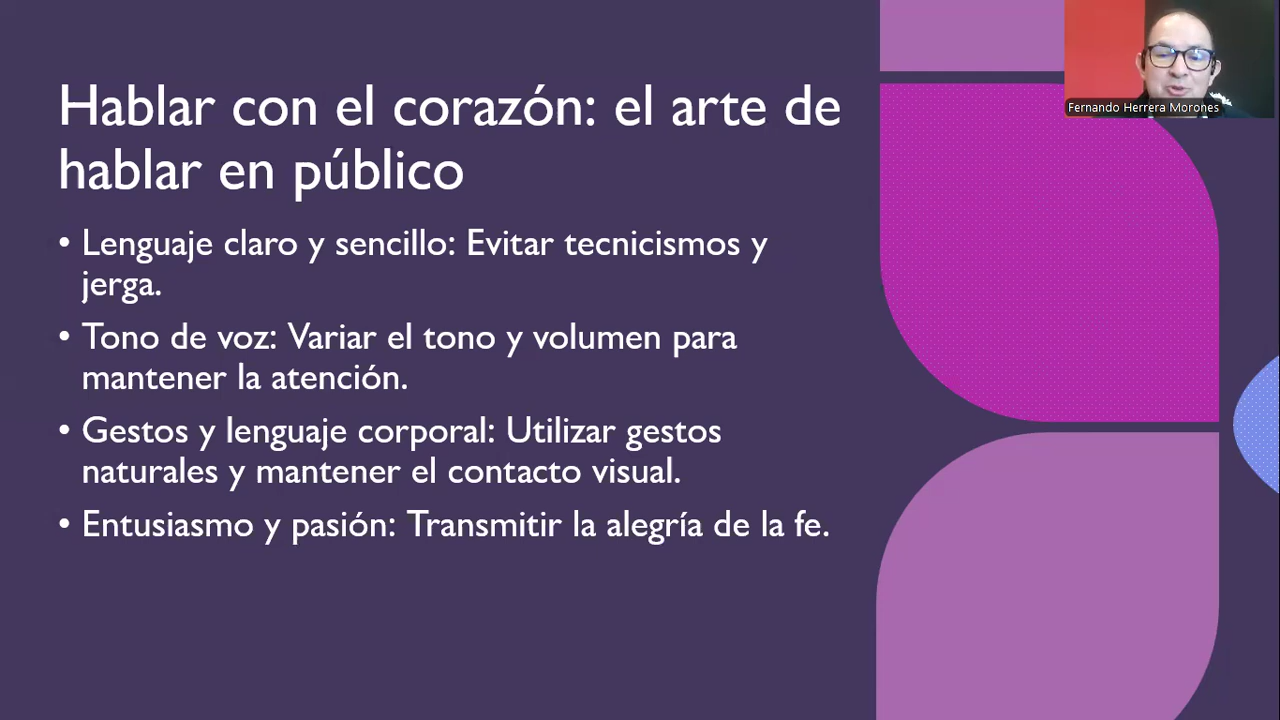 Hablar con el corazón: el arte de
hablar en público
• Lenguaje claro y sencillo: Evitar tecnicismos y
jerga.
• Tono de voz: Variar el tono y volumen para
mantener la atención.
• Gestos y lenguaje corporal: Utilizar gestos
naturales y mantener el contacto visual.
• Entusiasmo y pasión: Transmitir la alegría de la fe.
Fernando Herrera Morones